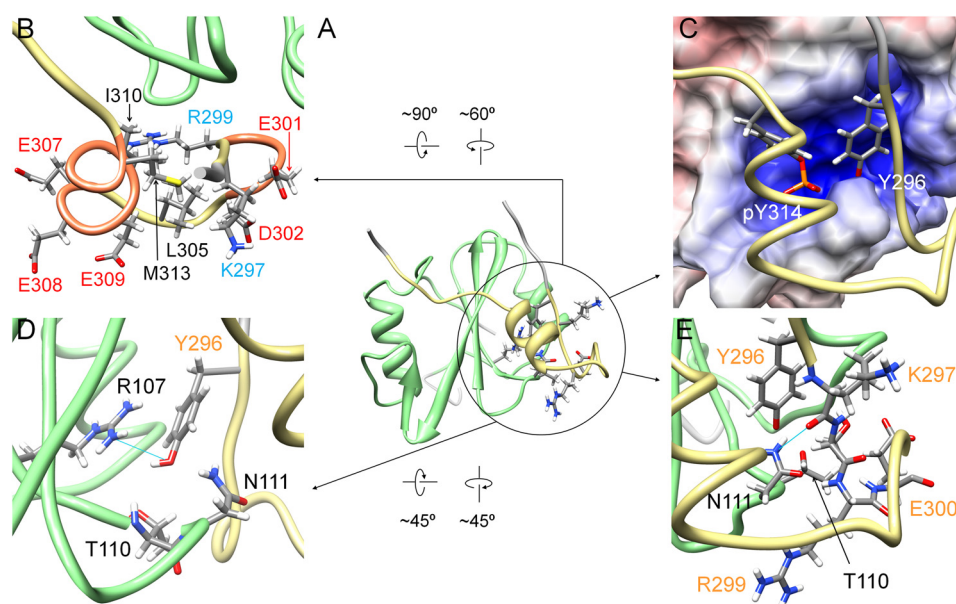 B
I310
R299
E301
E307
D302
L305
E308
E309
M313
K297
A
~90º ~60º
~45º ~45º
C
Y296
pY314
D
Y296
R107
N111
T110
E
Y296
K297
N111
E300
R299
T110